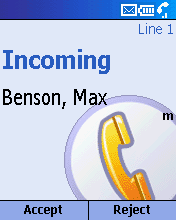 Line 1
Incoming
Benson, Max
m
Accept Reject